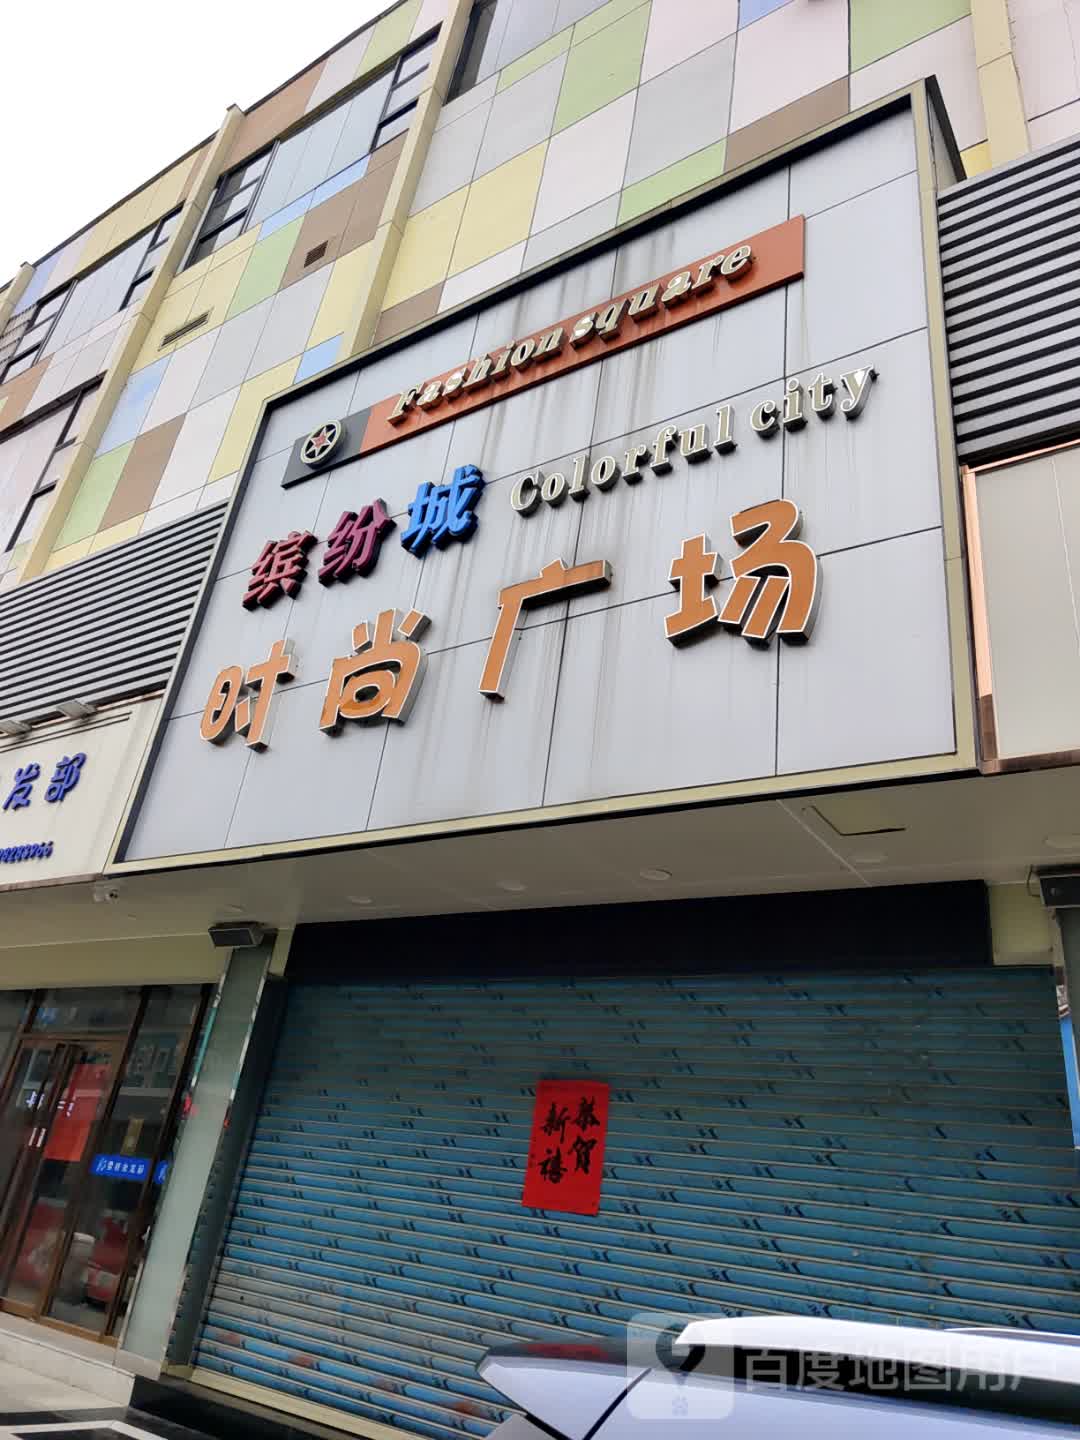 Fashion square
缤纷城 Colorful city
时尚广场
发部
恭贺
新禧
百度地图用户